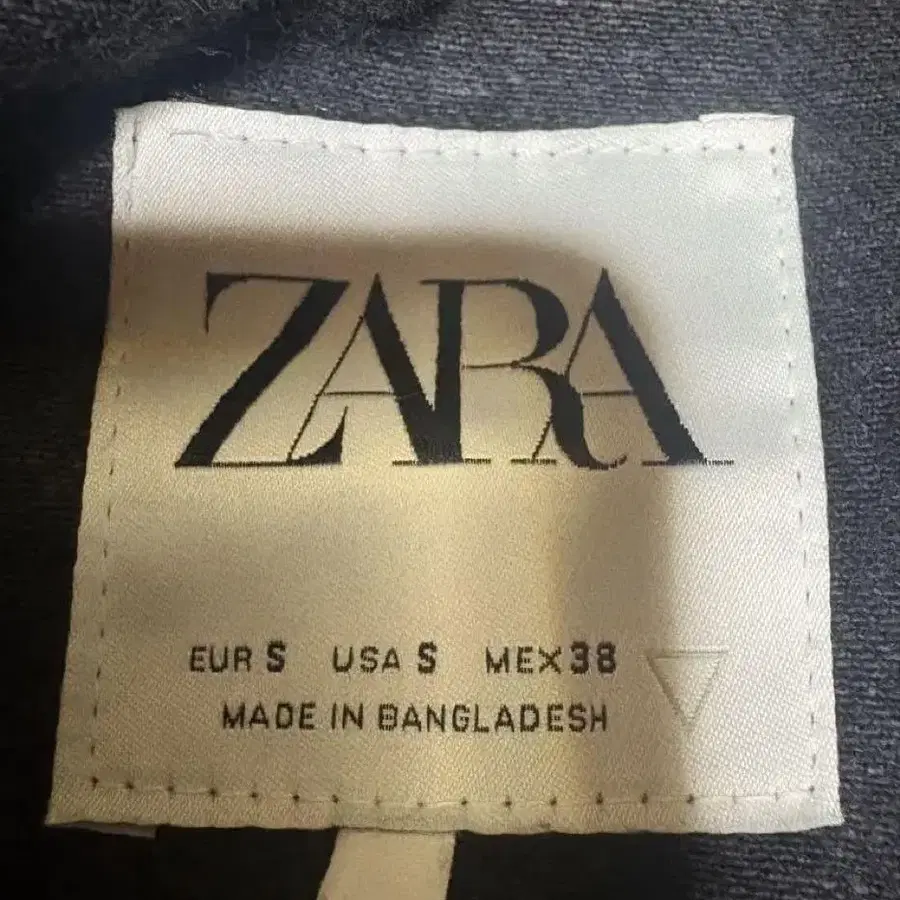 ZARA
EUR S USA S MEX 38
MADE IN BANGLADESH